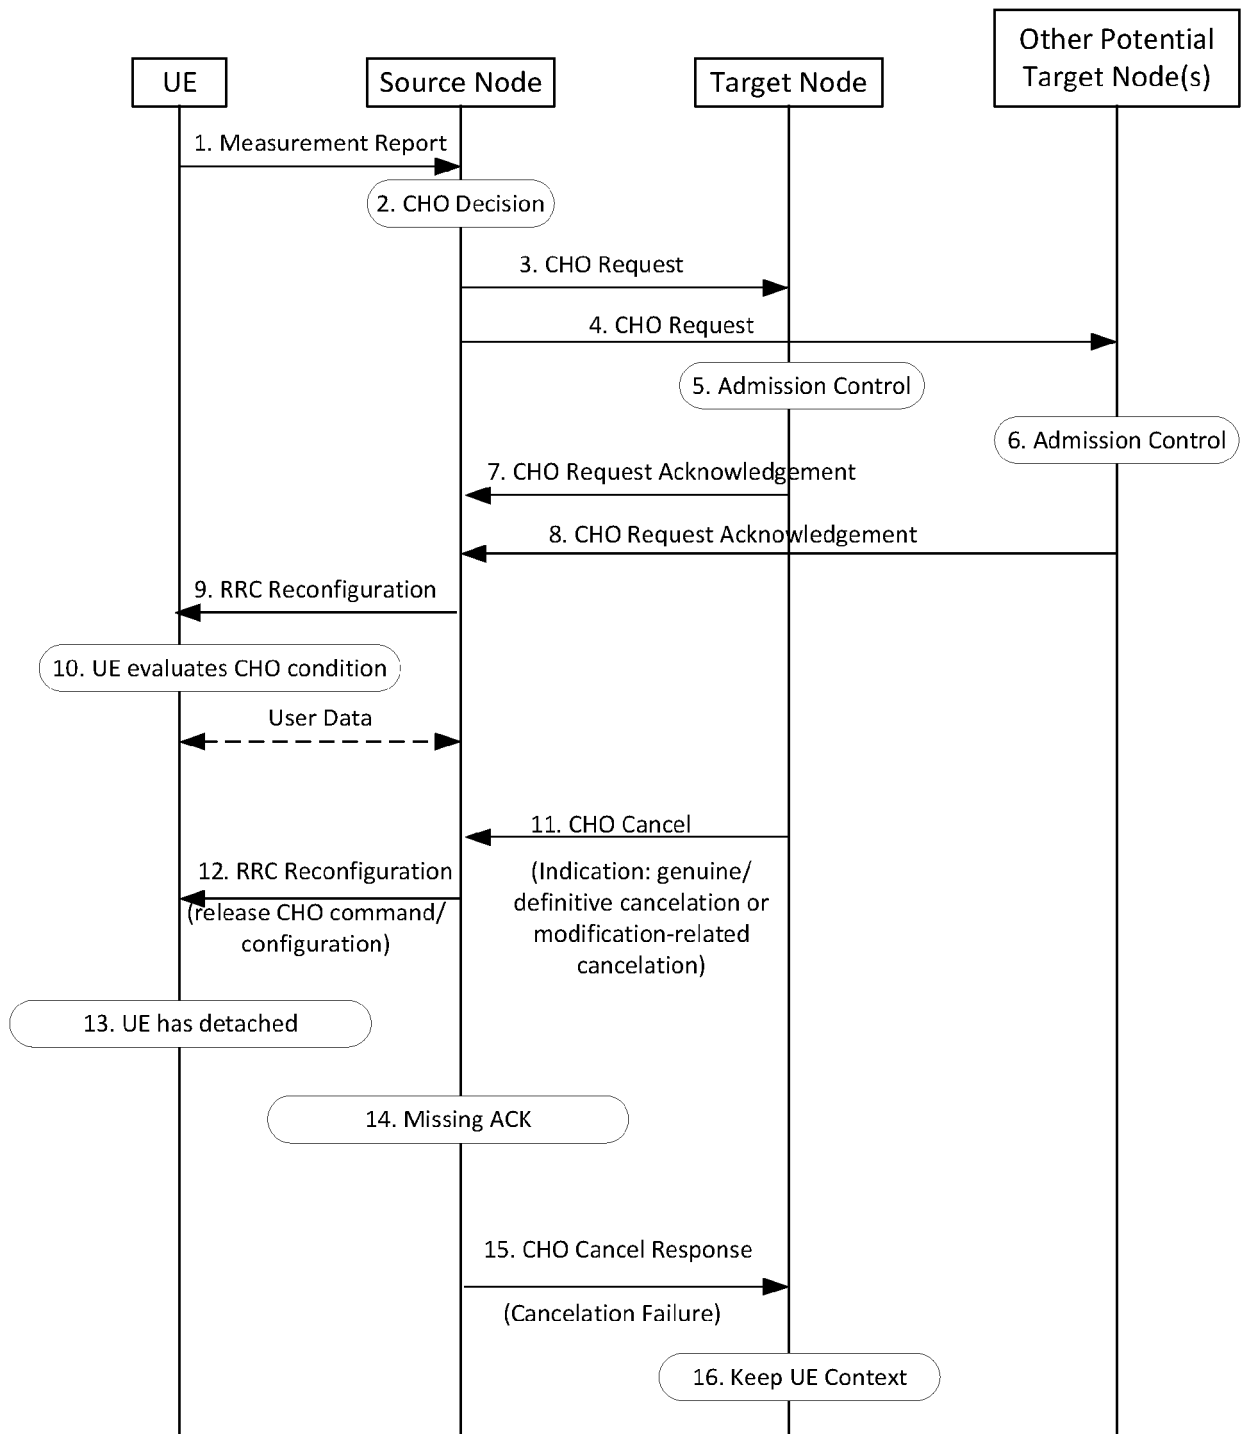 Other Potential
Target Node(s)
UE
Source Node
Target Node
1. Measurement Report
2. CHO Decision
3. CHO Request
4. CHO Request
5. Admission Control
6. Admission Control
7. CHO Request Acknowledgement
8. CHO Request Acknowledgement
9. RRC Reconfiguration
10. UE evaluates CHO condition
User Data
11. CHO Cancel
(Indication: genuine/
definitive cancelation or
modification-related
cancelation)
12. RRC Reconfiguration
(release CHO command/
configuration)
13. UE has detached
14. Missing ACK
15. CHO Cancel Response
(Cancelation Failure)
16. Keep UE Context